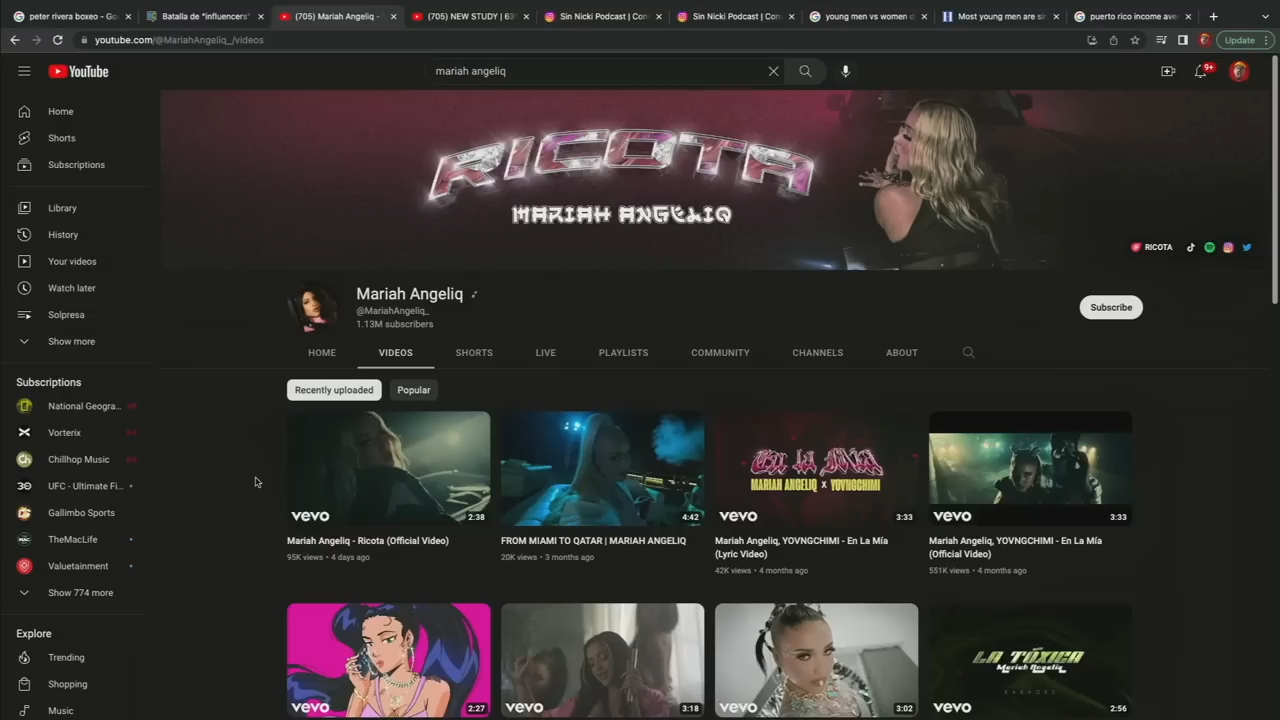 peter rivera boxeo - Go
Batalla de "influencers"
(705) Mariah Angeliq -
(705) NEW STUDY | 63%
Sin Nicki Podcast | Con
Sin Nicki Podcast | Con
young men vs women d
Most young men are sin
puerto rico income ave
youtube.com/@MariahAngeliq_/videos
Update
YouTube
mariah angeliq
9+
Home
Shorts
Subscriptions
Library
History
Your videos
Watch later
Solpresa
Show more
Subscriptions
National Geogra...
Vorterix
Chillhop Music
UFC - Ultimate Fi...
Gallimbo Sports
TheMacLife
Valuetainment
Show 774 more
Explore
Trending
Shopping
Music
RICOTA
MARIAH ANGELIQ
RICOTA
Mariah Angeliq
@MariahAngeliq_
1.13M subscribers
Subscribe
HOME
VIDEOS
SHORTS
LIVE
PLAYLISTS
COMMUNITY
CHANNELS
ABOUT
Recently uploaded
Popular
vevo
2:38
Mariah Angeliq - Ricota (Official Video)
95K views • 4 days ago
vevo
4:42
FROM MIAMI TO QATAR | MARIAH ANGELIQ
20K views • 3 months ago
En la Mía
MARIAH ANGELIQ X YOVNGCHIMI
vevo
3:33
Mariah Angeliq, YOVNGCHIMI - En La Mía
(Lyric Video)
42K views • 4 months ago
vevo
3:33
Mariah Angeliq, YOVNGCHIMI - En La Mía
(Official Video)
551K views • 4 months ago
vevo
2:27
vevo
3:18
vevo
3:02
LA TÓXICA
Mariah Angeliq
KARAOKE
vevo
2:56